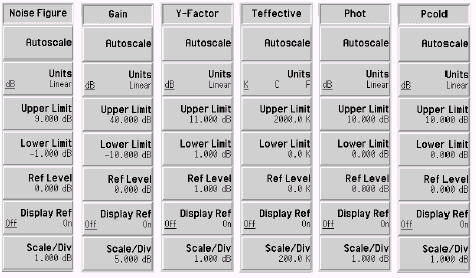 Noise Figure
Autoscale
Units
dB Linear
Upper Limit
9.000 dB
Lower Limit
-1.000 dB
Ref Level
0.000 dB
Display Ref
Off On
Scale/Div
1.000 dB
Gain
Autoscale
Units
dB Linear
Upper Limit
40.000 dB
Lower Limit
-10.000 dB
Ref Level
0.000 dB
Display Ref
Off On
Scale/Div
5.000 dB
Y-Factor
Autoscale
Units
dB Linear
Upper Limit
11.000 dB
Lower Limit
1.000 dB
Ref Level
1.000 dB
Display Ref
Off On
Scale/Div
1.000 dB
Teffective
Autoscale
Units
K C F
Upper Limit
2000.0 K
Lower Limit
0.0 K
Ref Level
0.0 K
Display Ref
Off On
Scale/Div
200.0 K
Phot
Autoscale
Units
dB Linear
Upper Limit
10.000 dB
Lower Limit
0.000 dB
Ref Level
0.000 dB
Display Ref
Off On
Scale/Div
1.000 dB
Pcold
Autoscale
Units
dB Linear
Upper Limit
10.000 dB
Lower Limit
0.000 dB
Ref Level
0.000 dB
Display Ref
Off On
Scale/Div
1.000 dB